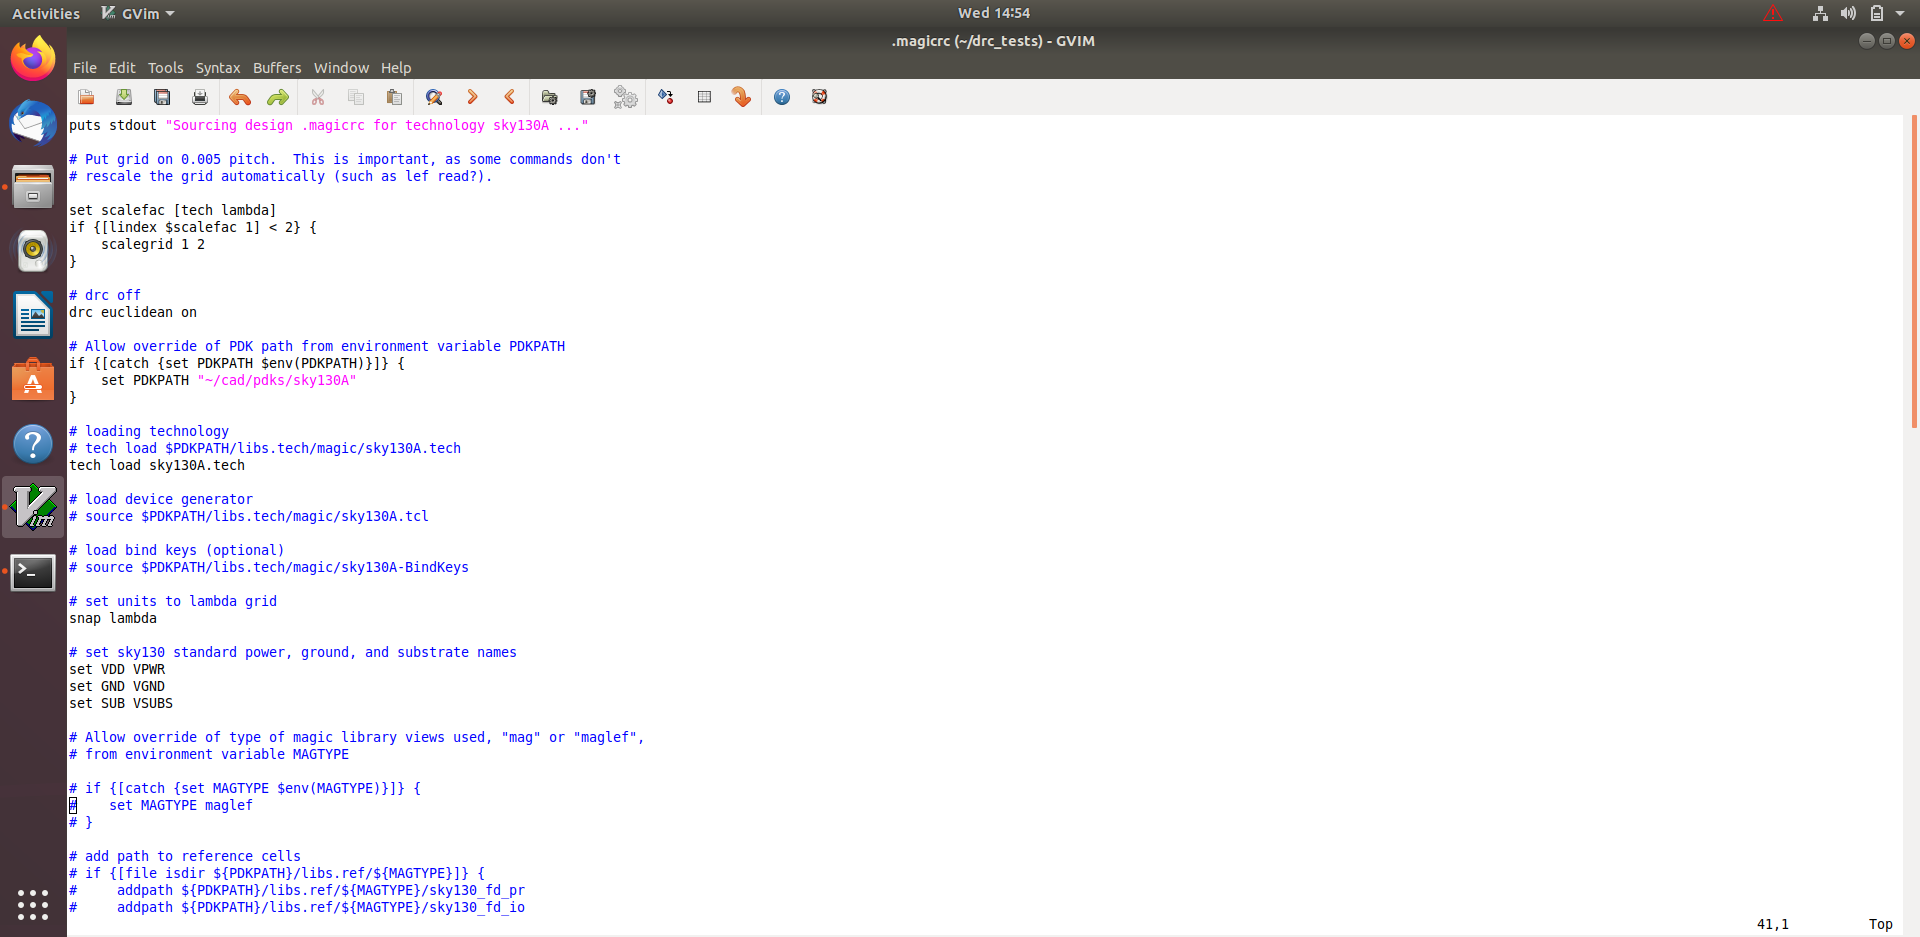 Activities GVim Wed 14:54
.magicrc (~/drc_tests) - GVIM
File Edit Tools Syntax Buffers Window Help
puts stdout "Sourcing design .magicrc for technology sky130A ..."
# Put grid on 0.005 pitch.  This is important, as some commands don't
# rescale the grid automatically (such as lef read?).
set scalefac [tech lambda]
if {[lindex $scalefac 1] < 2} {
    scalegrid 1 2
}
# drc off
drc euclidean on
# Allow override of PDK path from environment variable PDKPATH
if {[catch {set PDKPATH $env(PDKPATH)}]} {
    set PDKPATH "~/cad/pdks/sky130A"
}
# loading technology
# tech load $PDKPATH/libs.tech/magic/sky130A.tech
tech load sky130A.tech
# load device generator
# source $PDKPATH/libs.tech/magic/sky130A.tcl
# load bind keys (optional)
# source $PDKPATH/libs.tech/magic/sky130A-BindKeys
# set units to lambda grid
snap lambda
# set sky130 standard power, ground, and substrate names
set VDD VPWR
set GND VGND
set SUB VSUBS
# Allow override of type of magic library views used, "mag" or "maglef",
# from environment variable MAGTYPE
# if {[catch {set MAGTYPE $env(MAGTYPE)}]} {
#    set MAGTYPE maglef
# }
# add path to reference cells
# if {[file isdir ${PDKPATH}/libs.ref/${MAGTYPE}]} {
#     addpath ${PDKPATH}/libs.ref/${MAGTYPE}/sky130_fd_pr
#     addpath ${PDKPATH}/libs.ref/${MAGTYPE}/sky130_fd_io
41,1 Top